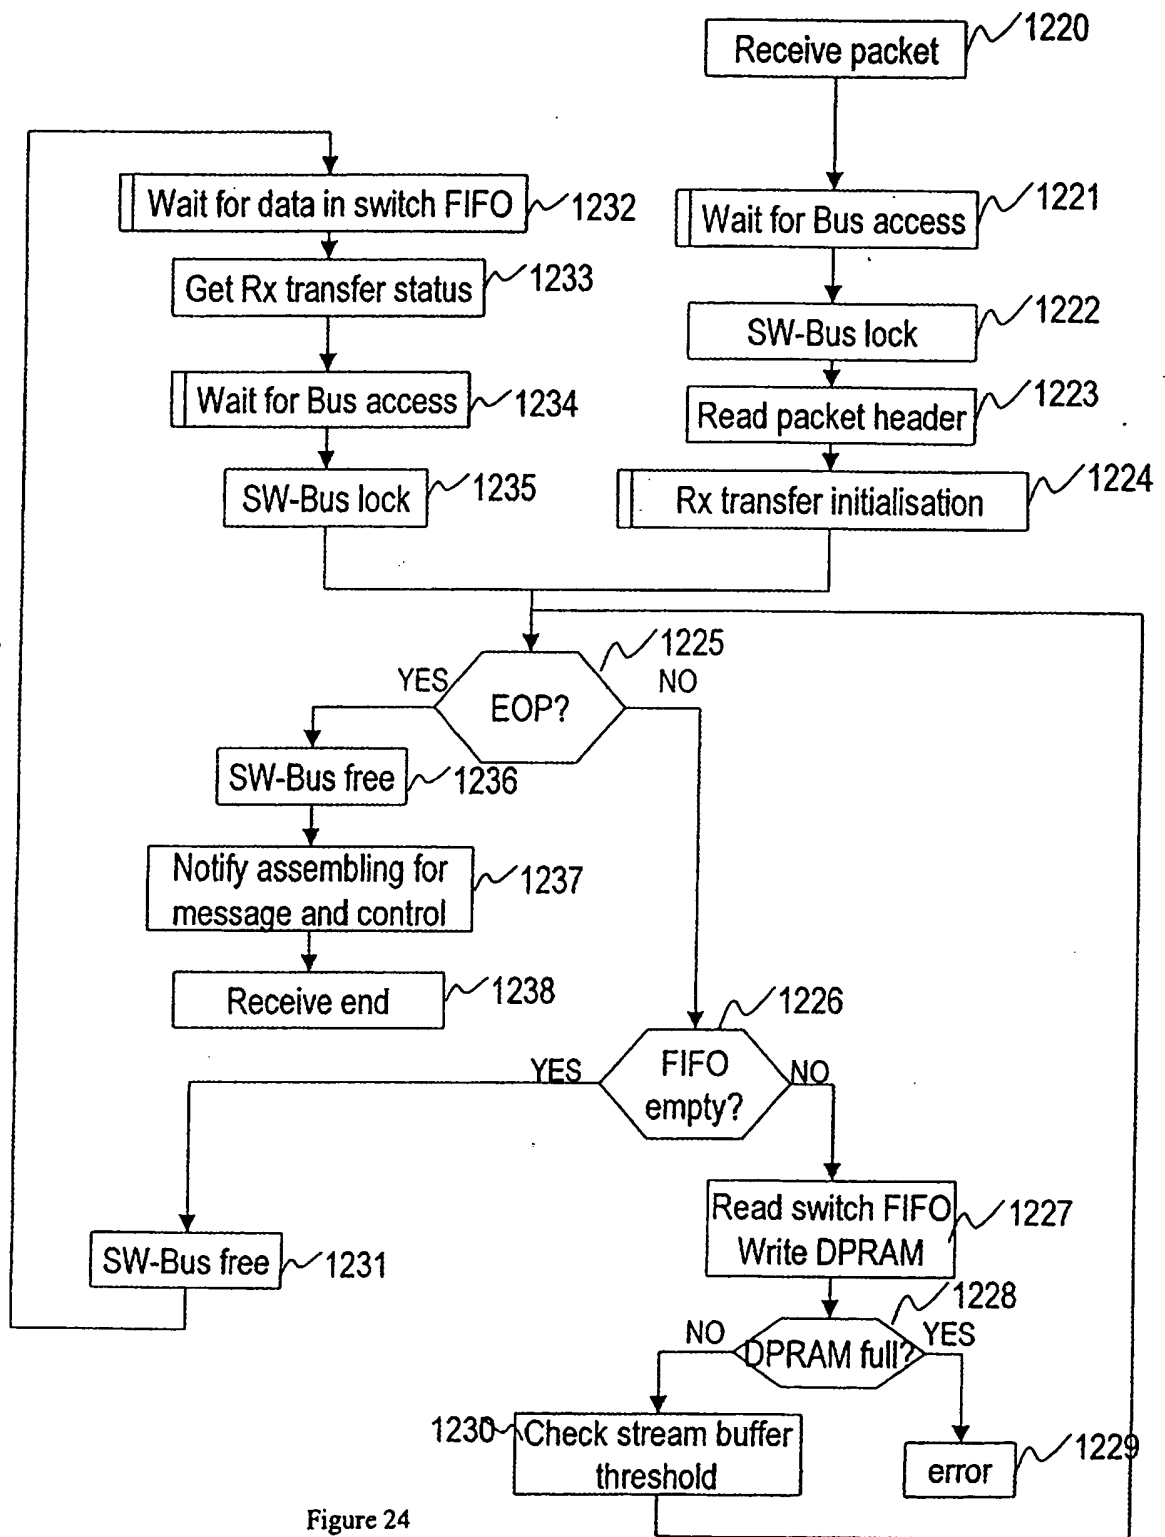 Receive packet
1220
Wait for data in switch FIFO
1232
Wait for Bus access
1221
Get Rx transfer status
1233
SW-Bus lock
1222
Wait for Bus access
1234
Read packet header
1223
SW-Bus lock
1235
Rx transfer initialisation
1224
EOP?
1225
YES
NO
SW-Bus free
1236
Notify assembling for
message and control
1237
Receive end
1238
FIFO
empty?
1226
YES
NO
Read switch FIFO
Write DPRAM
1227
SW-Bus free
1231
DPRAM full?
1228
NO
YES
1230
Check stream buffer
threshold
error
1229
Figure 24